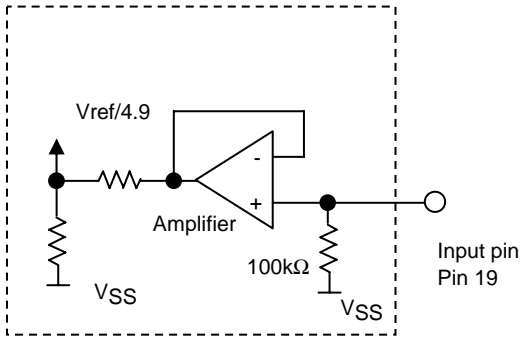 Vref/4.9
-
+
Amplifier
100kΩ
VSS
VSS
Input pin
Pin 19